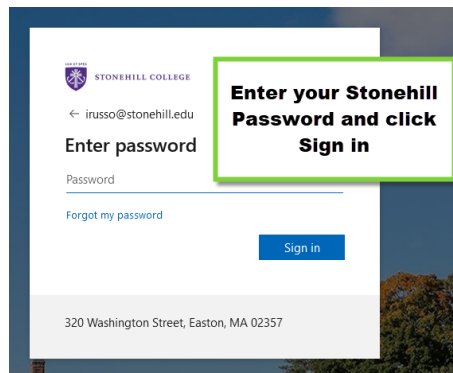 STONEHILL COLLEGE
← irusso@stonehill.edu
Enter password
Password
Forgot my password
Sign in
320 Washington Street, Easton, MA 02357
Enter your Stonehill
Password and click
Sign in